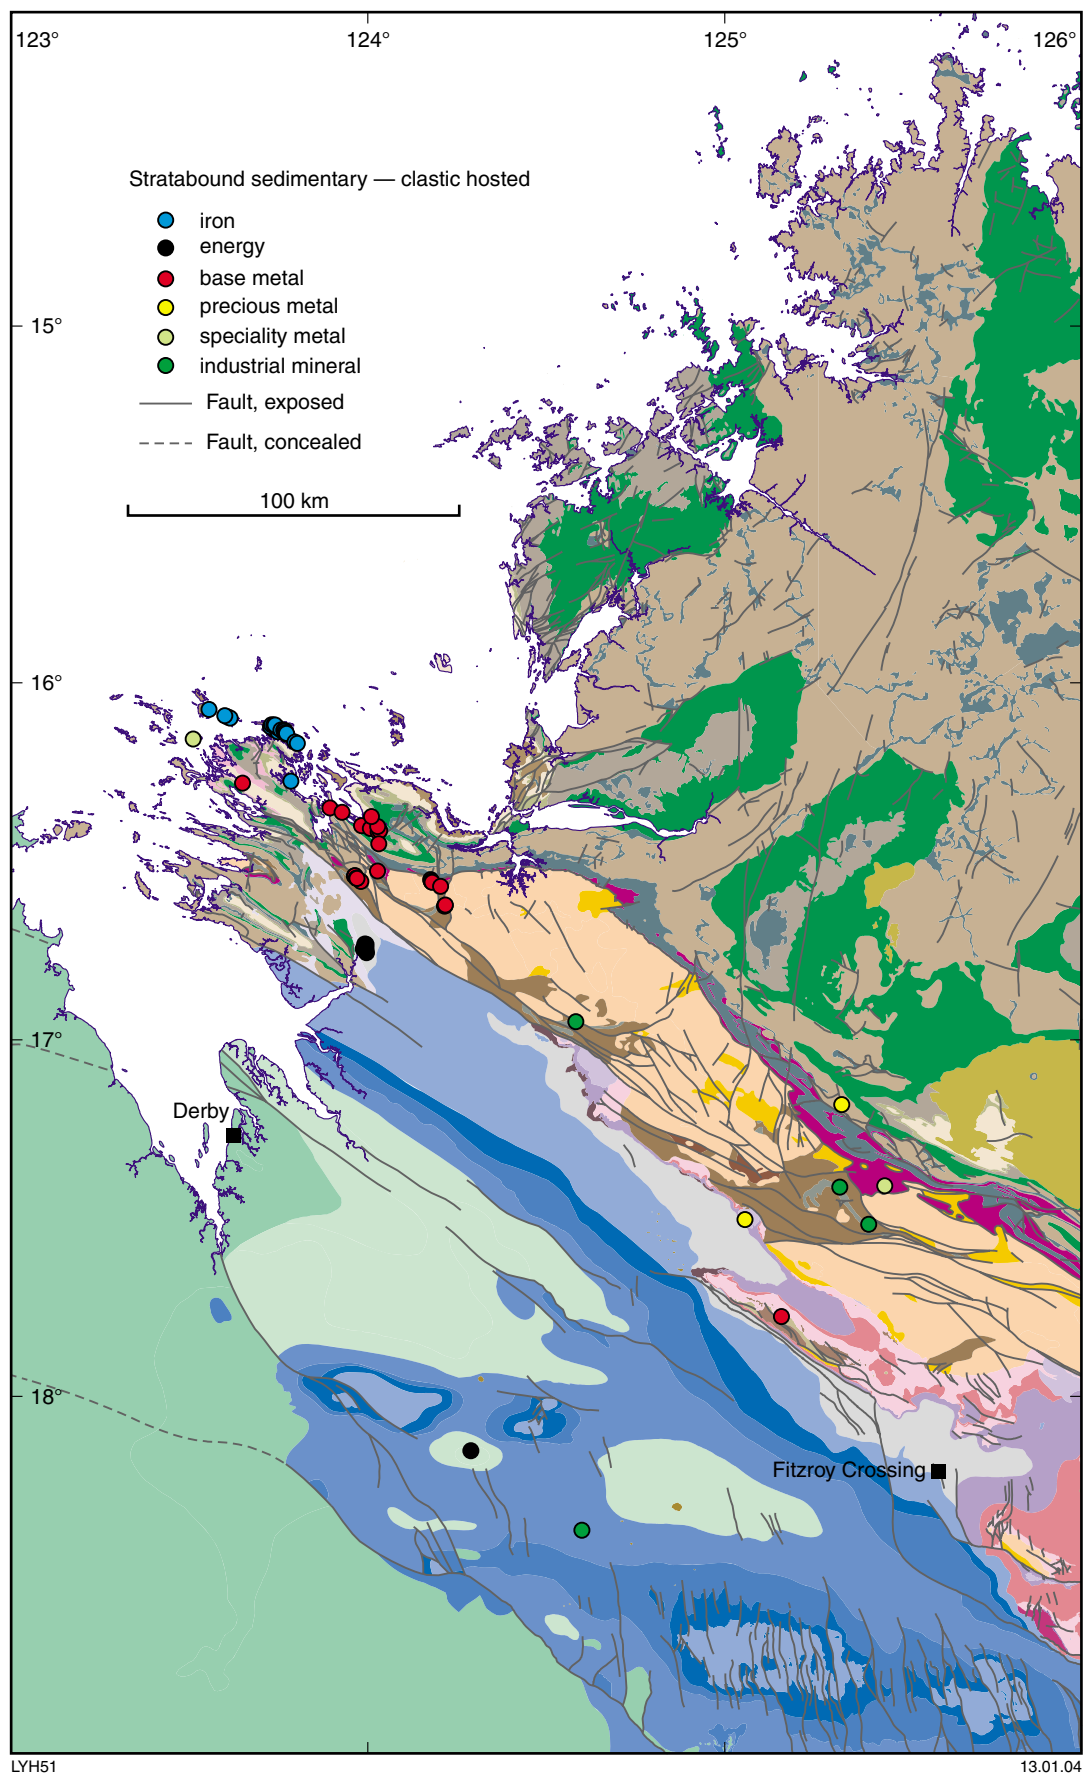 123° 124° 125° 126°
Stratabound sedimentary — clastic hosted
iron
energy
base metal
precious metal
speciality metal
industrial mineral
15°
Fault, exposed
Fault, concealed
100 km
16°
17°
Derby
18°
Fitzroy Crossing
LYH51 13.01.04